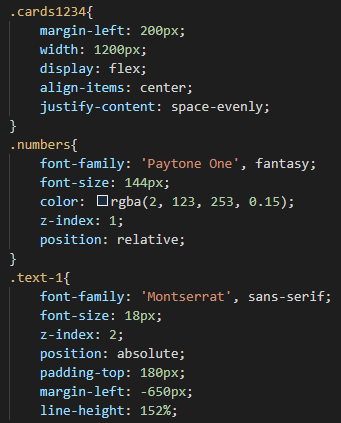 .cards1234{
    margin-left: 200px;
    width: 1200px;
    display: flex;
    align-items: center;
    justify-content: space-evenly;
}
.numbers{
    font-family: 'Paytone One', fantasy;
    font-size: 144px;
    color: rgba(2, 123, 253, 0.15);
    z-index: 1;
    position: relative;
}
.text-1{
    font-family: 'Montserrat', sans-serif;
    font-size: 18px;
    z-index: 2;
    position: absolute;
    padding-top: 180px;
    margin-left: -650px;
    line-height: 152%;